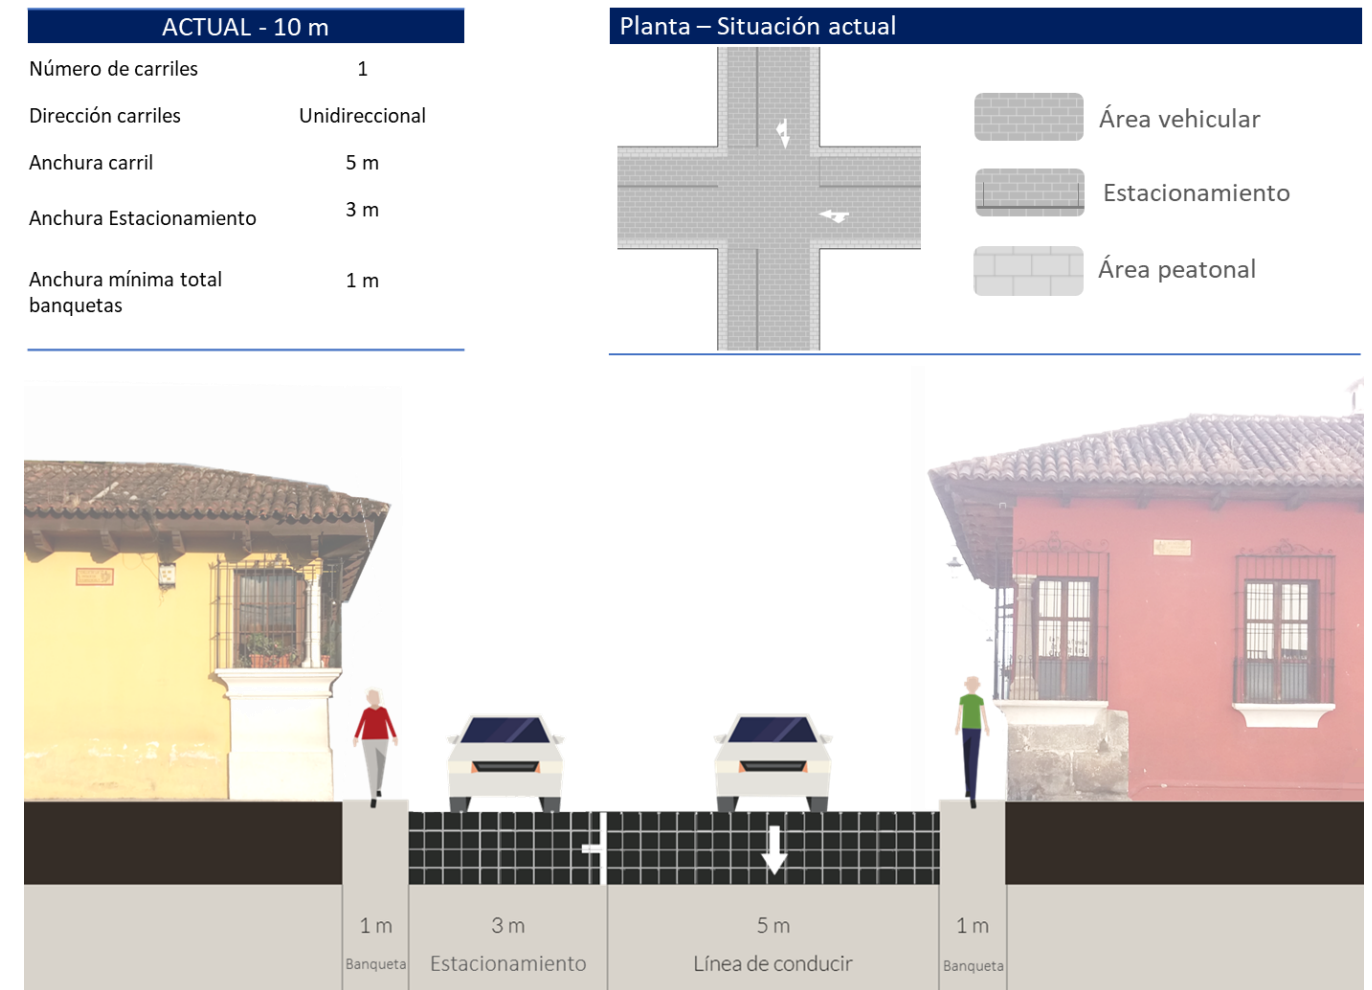 ACTUAL - 10 m
Número de carriles 1
Dirección carriles Unidireccional
Anchura carril 5 m
Anchura Estacionamiento 3 m
Anchura mínima total 1 m
banquetas
Planta – Situación actual
Área vehicular
Estacionamiento
Área peatonal
1 m 3 m 5 m 1 m
Banqueta Estacionamiento Línea de conducir Banqueta